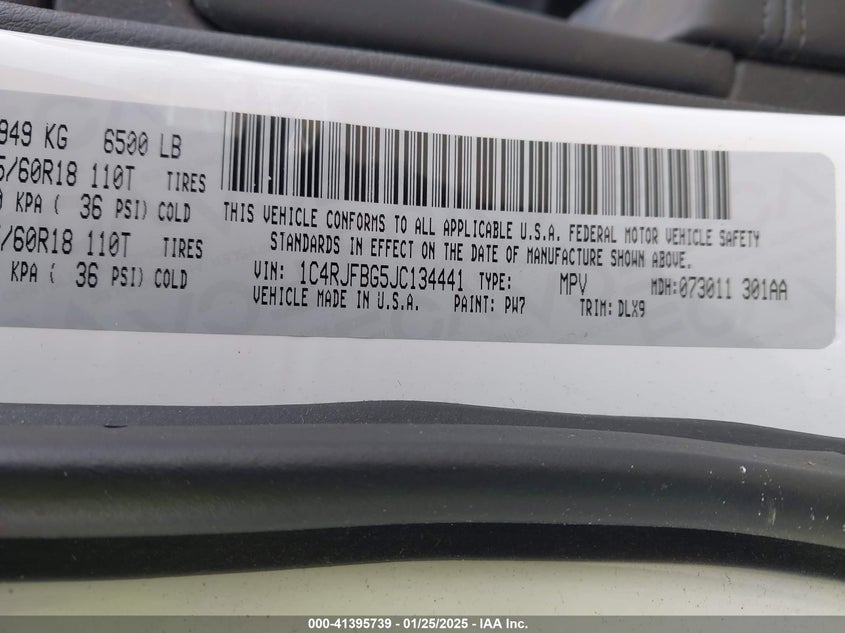 949 KG 6500 LB
5/60R18 110T TIRES
KPA ( 36 PSI) COLD
/60R18 110T TIRES
KPA ( 36 PSI) COLD
THIS VEHICLE CONFORMS TO ALL APPLICABLE U.S.A. FEDERAL MOTOR VEHICLE SAFETY
STANDARDS IN EFFECT ON THE DATE OF MANUFACTURE SHOWN ABOVE.
VIN: 1C4RJFBG5JC134441 TYPE: MPV MDH:073011 301AA
VEHICLE MADE IN U.S.A. PAINT: PW7 TRIM: DLX9
000-41395739 - 01/25/2025 - IAA Inc.